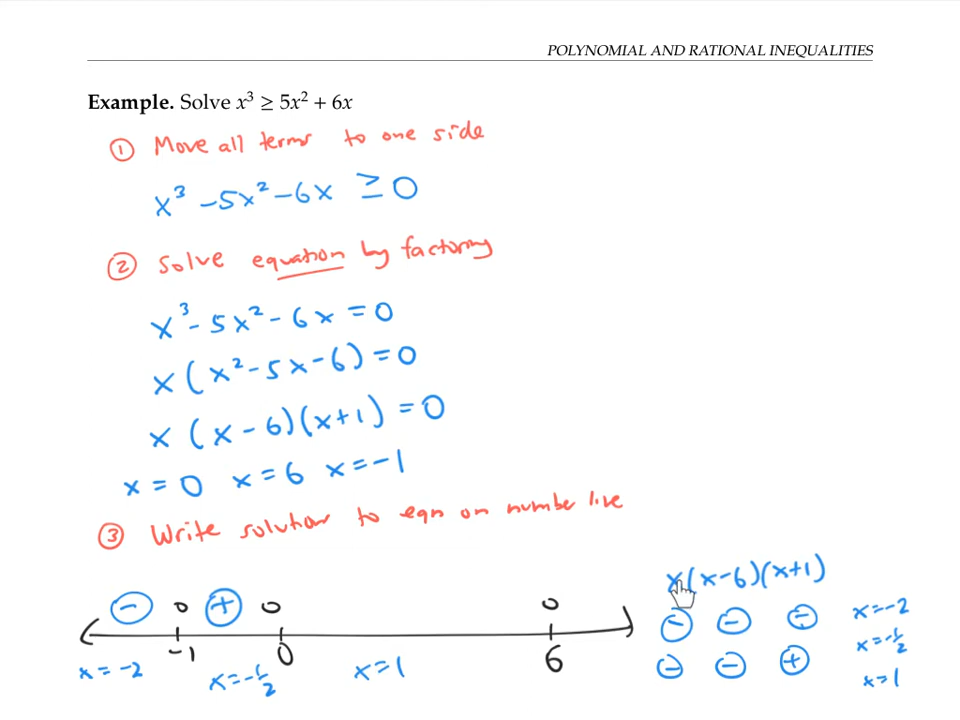 POLYNOMIAL AND RATIONAL INEQUALITIES
Example. Solve x³ ≥ 5x² + 6x
① Move all terms to one side
x³ - 5x² - 6x ≥ 0
② Solve equation by factoring
x³ - 5x² - 6x = 0
x (x² - 5x - 6) = 0
x (x - 6)(x + 1) = 0
x = 0 x = 6 x = -1
③ Write solution to eqn on number line
x(x-6)(x+1)
- 0 + 0 0
- - - x = -2
-1 0 6
x = -2 x = -1/2 x = 1
x = -1/2
- - +
x = 1